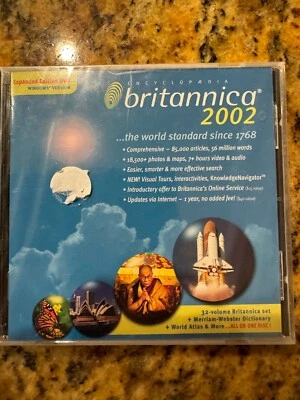 Expanded Edition DVD
WINDOWS® VERSION
ENCYCLOPÆDIA
britannica®
2002
...the world standard since 1768
• Comprehensive – 85,000 articles, 56 million words
• 18,500+ photos & maps, 7+ hours video & audio
• Easier, smarter & more effective search
• NEW! Visual Tours, Interactivities, KnowledgeNavigator™
• Introductory offer to Britannica's Online Service
• Updates via Internet – 1 year, no added fee!
32-volume Britannica set
+ Merriam-Webster Dictionary
+ World Atlas & More ...ALL ON ONE DISC!